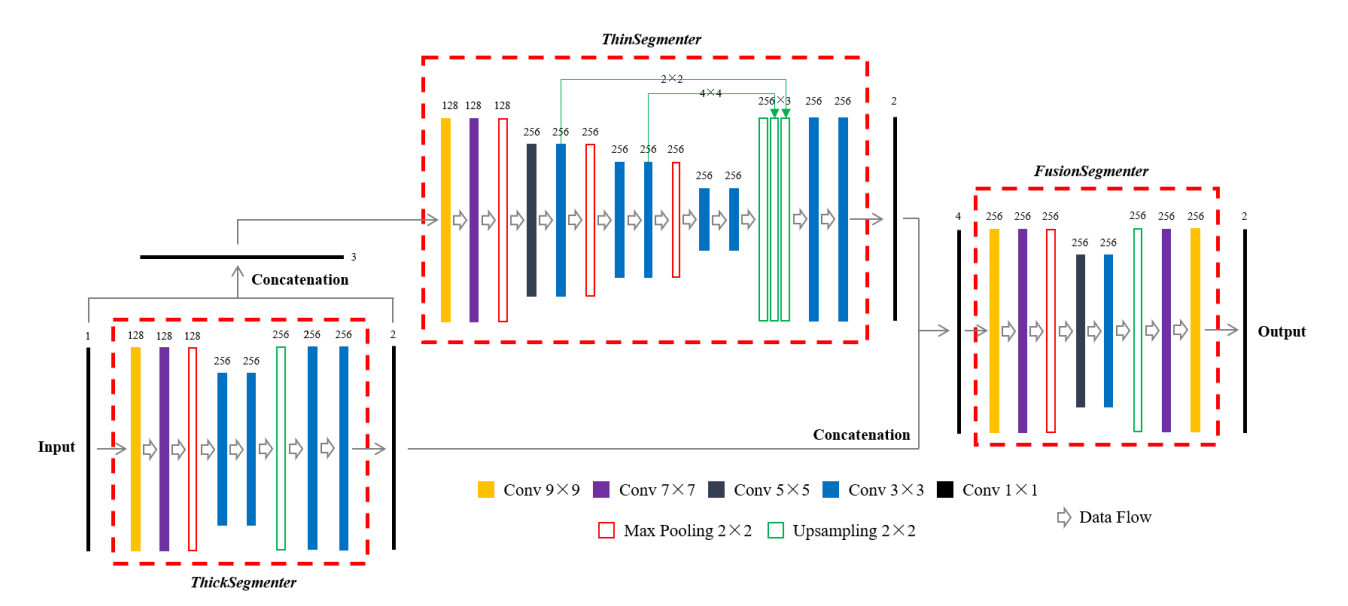 ThinSegmenter
2×2
4×4
128 128 128 256 256 256 256 256 256 256 256 256 ×3 256 256 2
FusionSegmenter
4 256 256 256 256 256 256 256 256 2
Output
3
Concatenation
1 128 128 128 256 256 256 256 256 2
Input
Concatenation
ThickSegmenter
Conv 9×9 Conv 7×7 Conv 5×5 Conv 3×3 Conv 1×1
Max Pooling 2×2 Upsampling 2×2
Data Flow